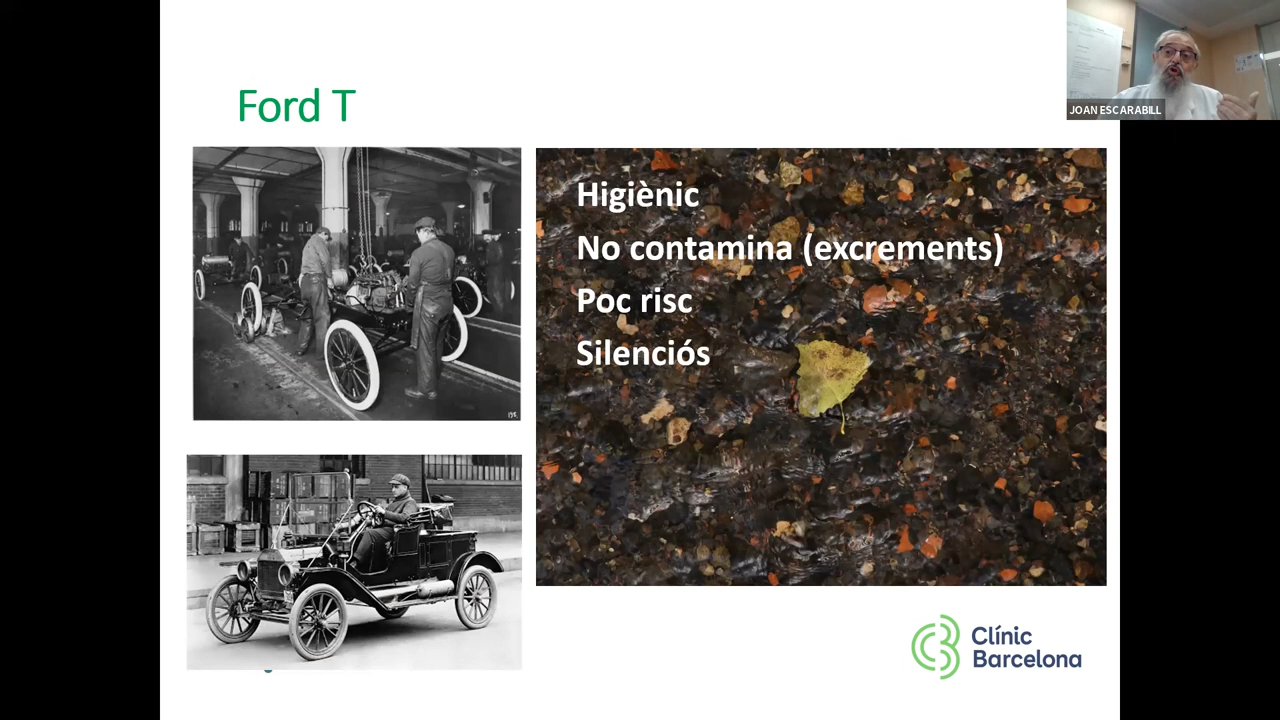 Ford T
JOAN ESCARABILL
Higiènic
No contamina (excrements)
Poc risc
Silenciós
Clínic
Barcelona